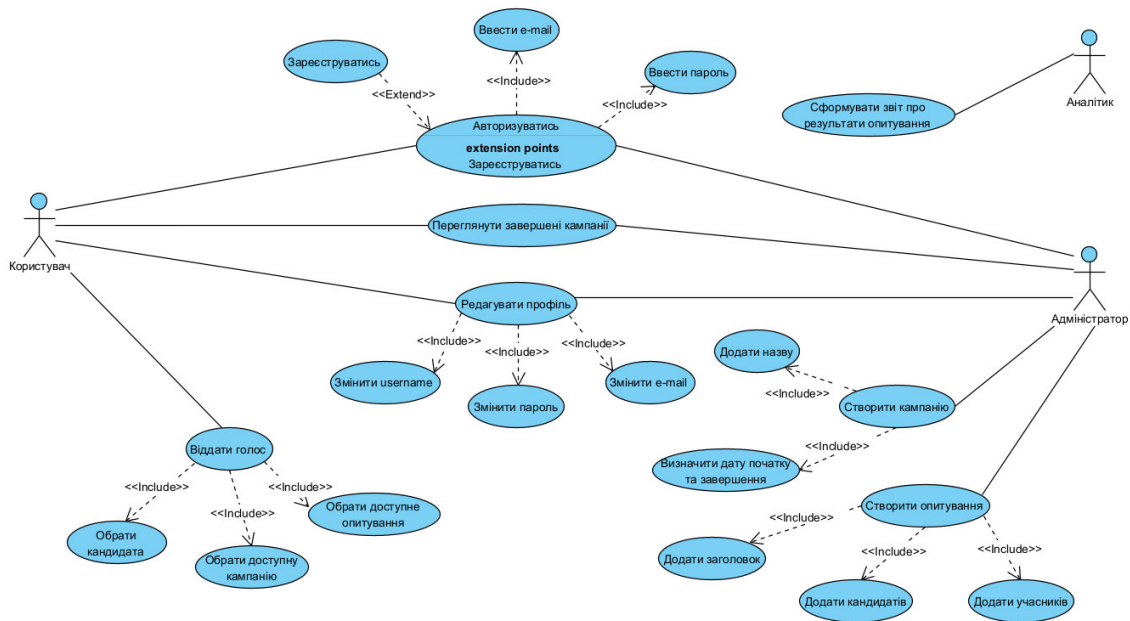 Ввести e-mail
Зареєструватись
Ввести пароль
<<Include>>
<<Extend>>
<<Include>>
Аналітик
Сформувати звіт про
результати опитування
Авторизуватись
extension points
Зареєструватись
Переглянути завершені кампанії
Користувач
Редагувати профіль
Адміністратор
<<Include>>
<<Include>>
<<Include>>
Змінити username
Змінити пароль
Змінити e-mail
Додати назву
<<Include>>
Створити кампанію
<<Include>>
Визначити дату початку
та завершення
Віддати голос
<<Include>>
<<Include>>
<<Include>>
Обрати
кандидата
Обрати доступну
кампанію
Обрати доступне
опитування
Створити опитування
<<Include>>
<<Include>>
<<Include>>
Додати заголовок
Додати кандидатів
Додати учасників